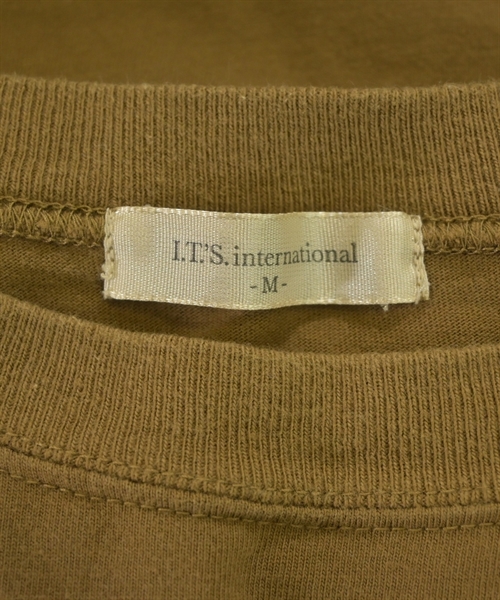 I.T.'S. international
- M -